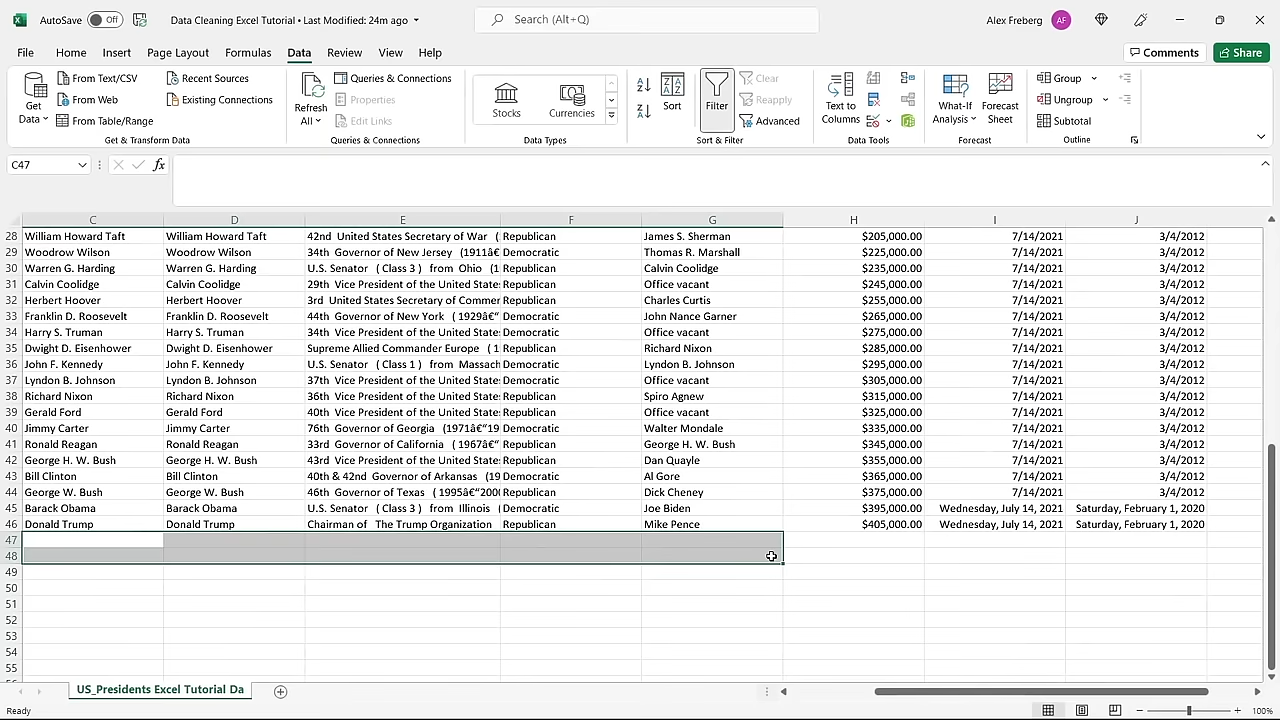 AutoSave Off Data Cleaning Excel Tutorial • Last Modified: 24m ago Search (Alt+Q) Alex Freberg AF
File Home Insert Page Layout Formulas Data Review View Help Comments Share
From Text/CSV Recent Sources Queries & Connections Clear Group
Get Data From Web Existing Connections Refresh All Properties Stocks Currencies Sort Filter Reapply Text to Columns What-If Analysis Forecast Sheet Ungroup
From Table/Range Edit Links Advanced Subtotal
Get & Transform Data Queries & Connections Data Types Sort & Filter Data Tools Forecast Outline
C47 fx
C D E F G H I J
28 William Howard Taft William Howard Taft 42nd United States Secretary of War ( Republican James S. Sherman $205,000.00 7/14/2021 3/4/2012
29 Woodrow Wilson Woodrow Wilson 34th Governor of New Jersey (1911â€ Democratic Thomas R. Marshall $225,000.00 7/14/2021 3/4/2012
30 Warren G. Harding Warren G. Harding U.S. Senator ( Class 3 ) from Ohio (1 Republican Calvin Coolidge $235,000.00 7/14/2021 3/4/2012
31 Calvin Coolidge Calvin Coolidge 29th Vice President of the United State: Republican Office vacant $245,000.00 7/14/2021 3/4/2012
32 Herbert Hoover Herbert Hoover 3rd United States Secretary of Commer Republican Charles Curtis $255,000.00 7/14/2021 3/4/2012
33 Franklin D. Roosevelt Franklin D. Roosevelt 44th Governor of New York ( 1929â€“ Democratic John Nance Garner $265,000.00 7/14/2021 3/4/2012
34 Harry S. Truman Harry S. Truman 34th Vice President of the United State: Democratic Office vacant $275,000.00 7/14/2021 3/4/2012
35 Dwight D. Eisenhower Dwight D. Eisenhower Supreme Allied Commander Europe ( 1 Republican Richard Nixon $285,000.00 7/14/2021 3/4/2012
36 John F. Kennedy John F. Kennedy U.S. Senator ( Class 1 ) from Massach Democratic Lyndon B. Johnson $295,000.00 7/14/2021 3/4/2012
37 Lyndon B. Johnson Lyndon B. Johnson 37th Vice President of the United State: Democratic Office vacant $305,000.00 7/14/2021 3/4/2012
38 Richard Nixon Richard Nixon 36th Vice President of the United State: Republican Spiro Agnew $315,000.00 7/14/2021 3/4/2012
39 Gerald Ford Gerald Ford 40th Vice President of the United State: Republican Office vacant $325,000.00 7/14/2021 3/4/2012
40 Jimmy Carter Jimmy Carter 76th Governor of Georgia (1971â€“19 Democratic Walter Mondale $335,000.00 7/14/2021 3/4/2012
41 Ronald Reagan Ronald Reagan 33rd Governor of California ( 1967â€“ Republican George H. W. Bush $345,000.00 7/14/2021 3/4/2012
42 George H. W. Bush George H. W. Bush 43rd Vice President of the United State: Republican Dan Quayle $355,000.00 7/14/2021 3/4/2012
43 Bill Clinton Bill Clinton 40th & 42nd Governor of Arkansas (19 Democratic Al Gore $365,000.00 7/14/2021 3/4/2012
44 George W. Bush George W. Bush 46th Governor of Texas ( 1995â€“200( Republican Dick Cheney $375,000.00 7/14/2021 3/4/2012
45 Barack Obama Barack Obama U.S. Senator ( Class 3 ) from Illinois ( Democratic Joe Biden $395,000.00 Wednesday, July 14, 2021 Saturday, February 1, 2020
46 Donald Trump Donald Trump Chairman of The Trump Organization Republican Mike Pence $405,000.00 Wednesday, July 14, 2021 Saturday, February 1, 2020
47
48
49
50
51
52
53
54
55
US_Presidents Excel Tutorial Da
Ready 100%